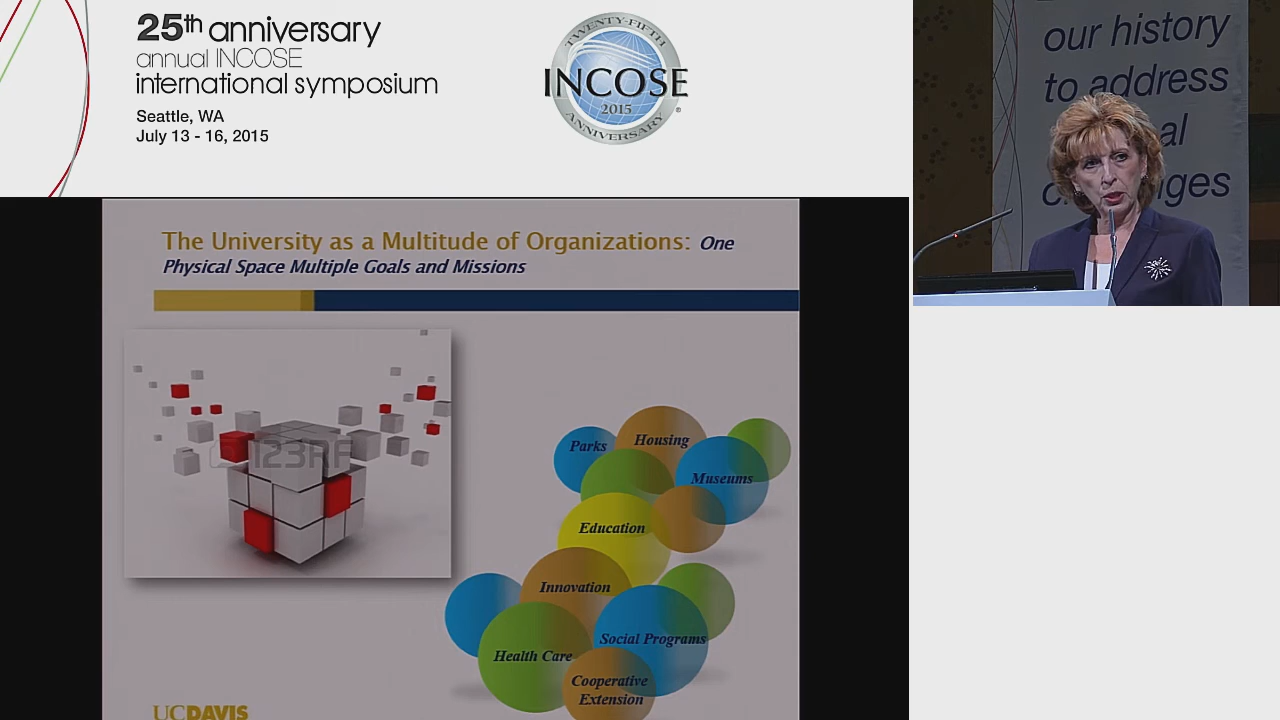 25th anniversary
annual INCOSE
international symposium
Seattle, WA
July 13 - 16, 2015
TWENTY-FIFTH
INCOSE
2015
ANNIVERSARY
®
our history
to address
The University as a Multitude of Organizations: One
Physical Space Multiple Goals and Missions
123RF
Parks
Housing
Museums
Education
Innovation
Social Programs
Health Care
Cooperative
Extension
UCDAVIS